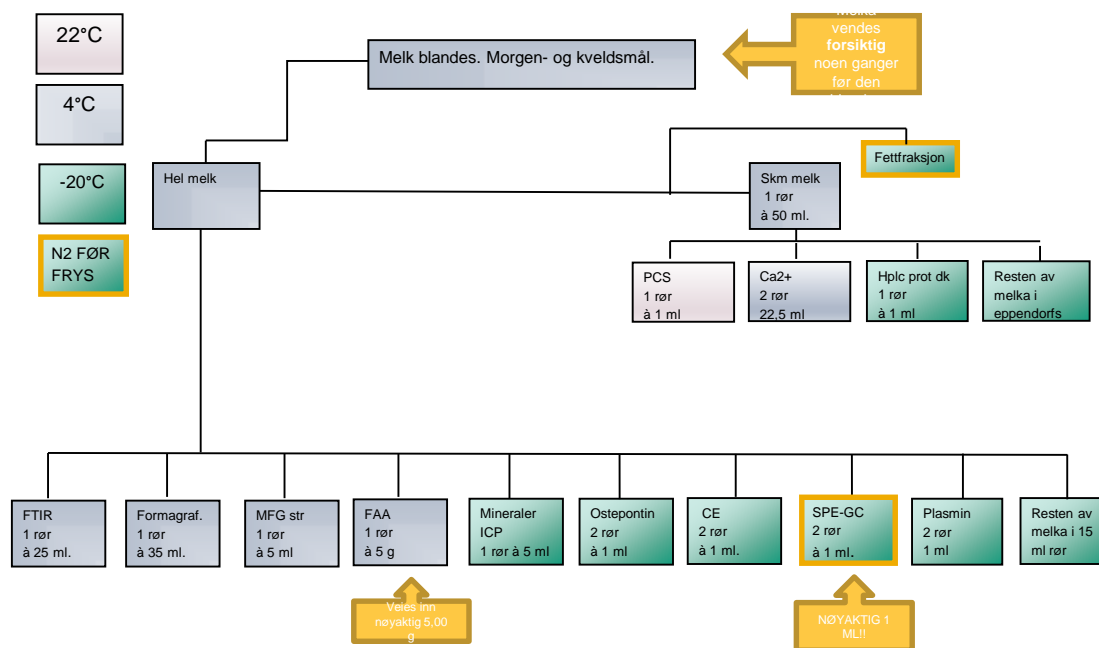 22°C
4°C
-20°C
N2 FØR
FRYS
Melk blandes. Morgen- og kveldsmål.
Melka
vendes
forsiktig
noen ganger
før den
Fettfraksjon
Hel melk
Skm melk
1 rør
à 50 ml.
PCS
1 rør
à 1 ml
Ca2+
2 rør
22,5 ml
Hplc prot dk
1 rør
à 1 ml
Resten av
melka i
eppendorfs
FTIR
1 rør
à 25 ml.
Formagraf.
1 rør
à 35 ml.
MFG str
1 rør
à 5 ml
FAA
1 rør
à 5 g
Mineraler
ICP
1 rør à 5 ml
Ostepontin
2 rør
à 1 ml
CE
2 rør
à 1 ml.
SPE-GC
2 rør
à 1 ml.
Plasmin
2 rør
1 ml
Resten av
melka i 15
ml rør
Veies inn
nøyaktig 5,00
g
NØYAKTIG 1
ML!!